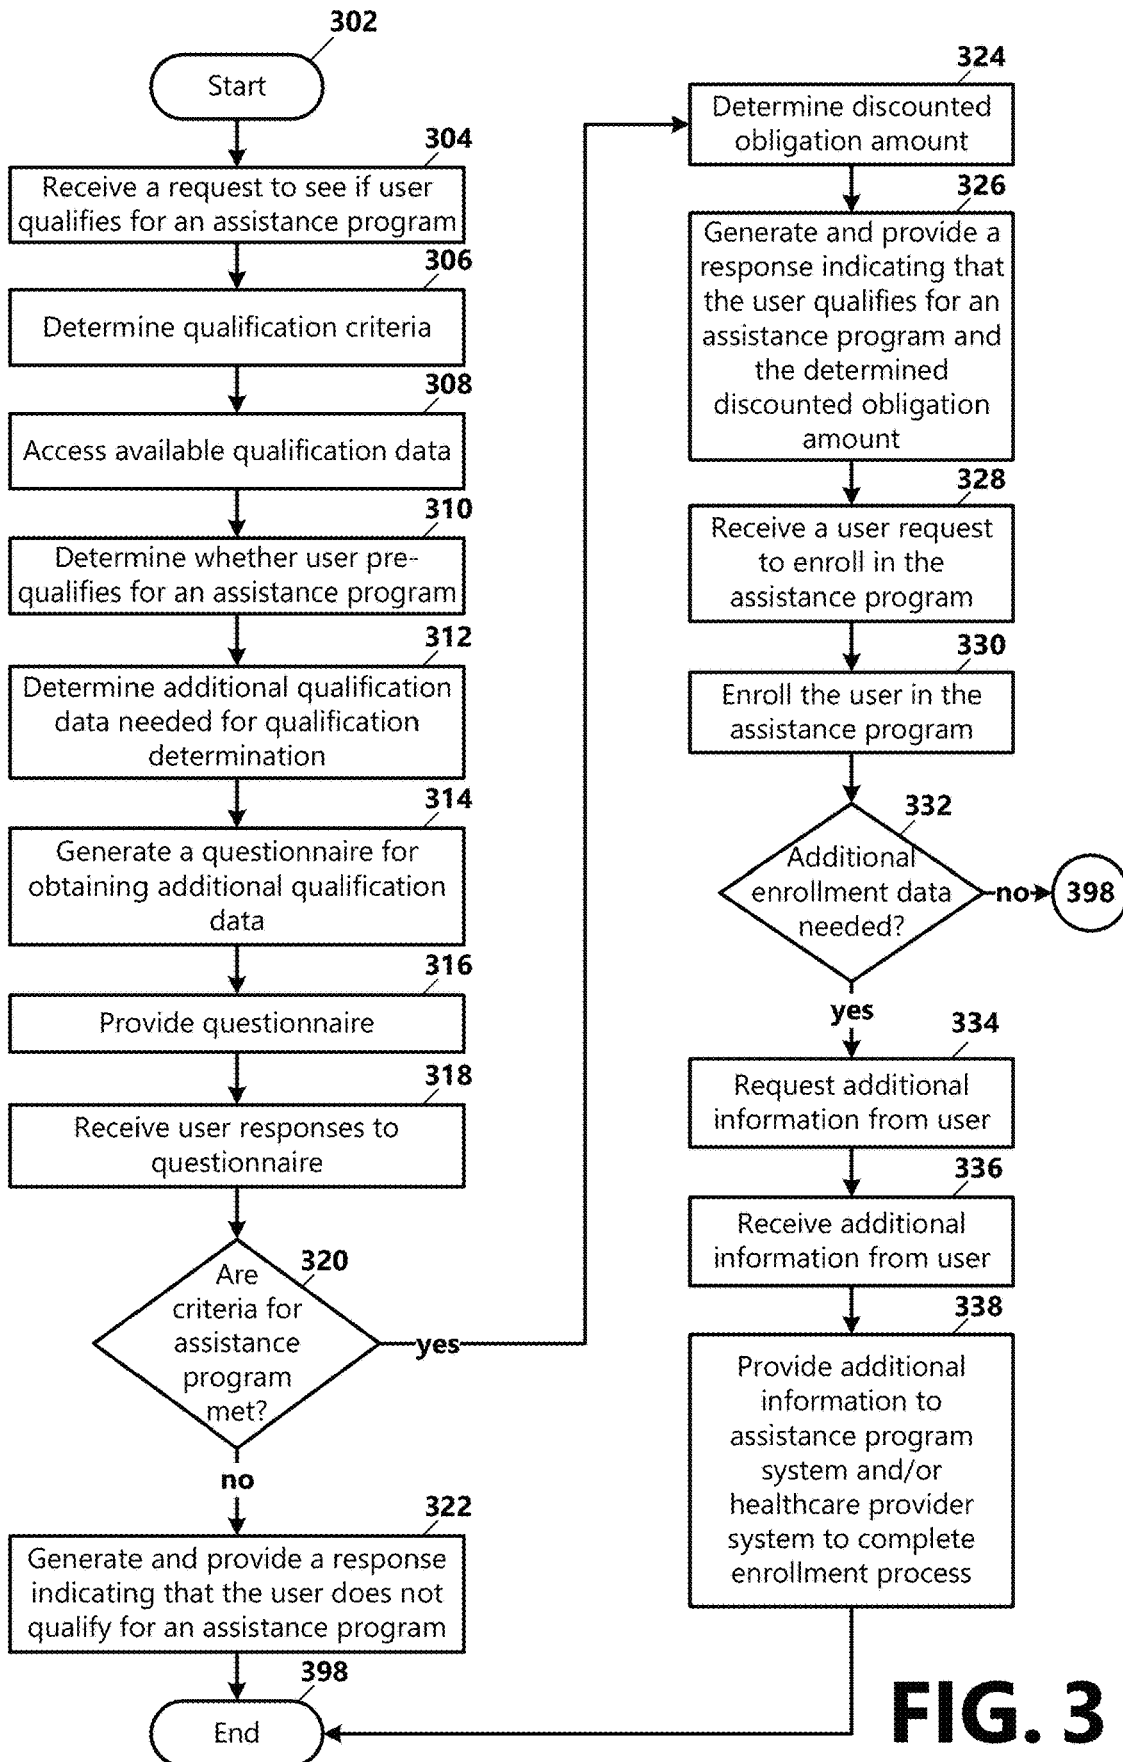 302
Start
304
Receive a request to see if user
qualifies for an assistance program
306
Determine qualification criteria
308
Access available qualification data
310
Determine whether user pre-
qualifies for an assistance program
312
Determine additional qualification
data needed for qualification
determination
314
Generate a questionnaire for
obtaining additional qualification
data
316
Provide questionnaire
318
Receive user responses to
questionnaire
320
Are
criteria for
assistance
program
met?
yes
no
322
Generate and provide a response
indicating that the user does not
qualify for an assistance program
398
End
324
Determine discounted
obligation amount
326
Generate and provide a
response indicating that
the user qualifies for an
assistance program and
the determined
discounted obligation
amount
328
Receive a user request
to enroll in the
assistance program
330
Enroll the user in the
assistance program
332
Additional
enrollment data
needed?
no
398
yes
334
Request additional
information from user
336
Receive additional
information from user
338
Provide additional
information to
assistance program
system and/or
healthcare provider
system to complete
enrollment process
FIG. 3